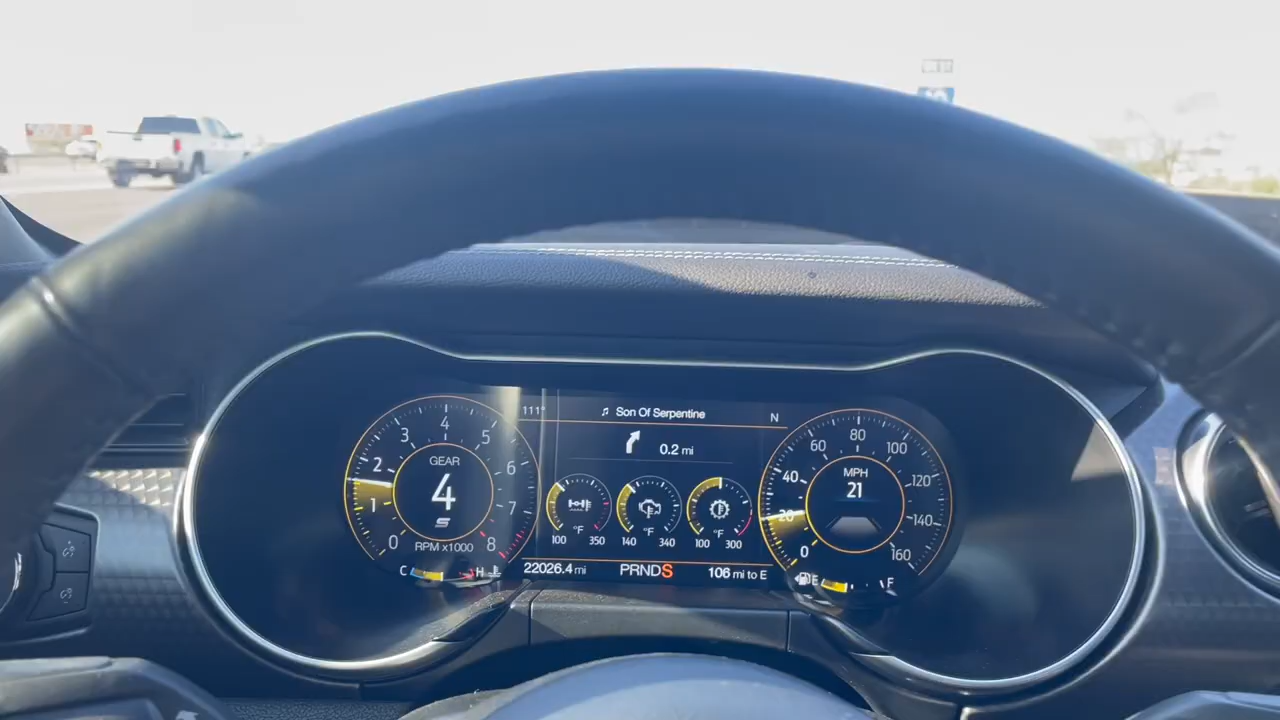 111°
♫ Son Of Serpentine
N
0.2 mi
GEAR
4
S
0 1 2 3 4 5 6 7 8
RPM x1000
C H
°F
100 350
°F
140 340
°F
100 300
MPH
21
0 20 40 60 80 100 120 140 160
E F
22026.4 mi
PRNDS
106 mi to E